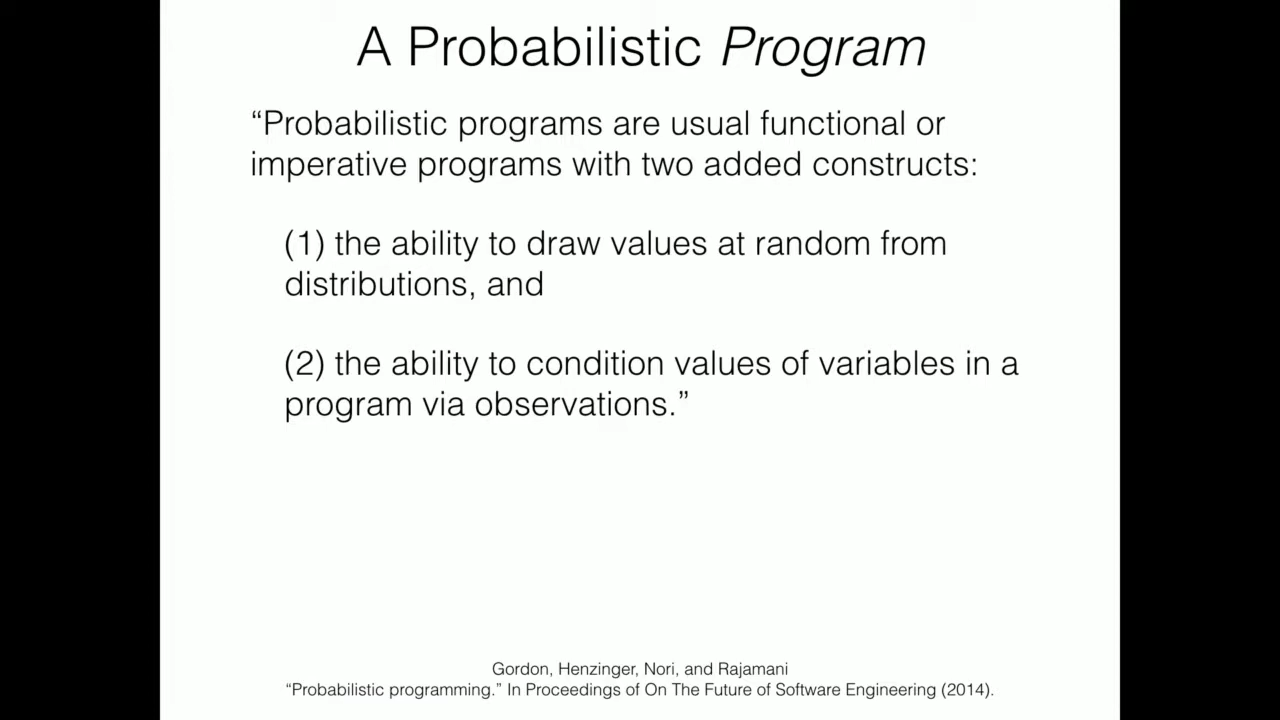 A Probabilistic Program
“Probabilistic programs are usual functional or
imperative programs with two added constructs:
(1) the ability to draw values at random from
distributions, and
(2) the ability to condition values of variables in a
program via observations.”
Gordon, Henzinger, Nori, and Rajamani
“Probabilistic programming.” In Proceedings of On The Future of Software Engineering (2014).